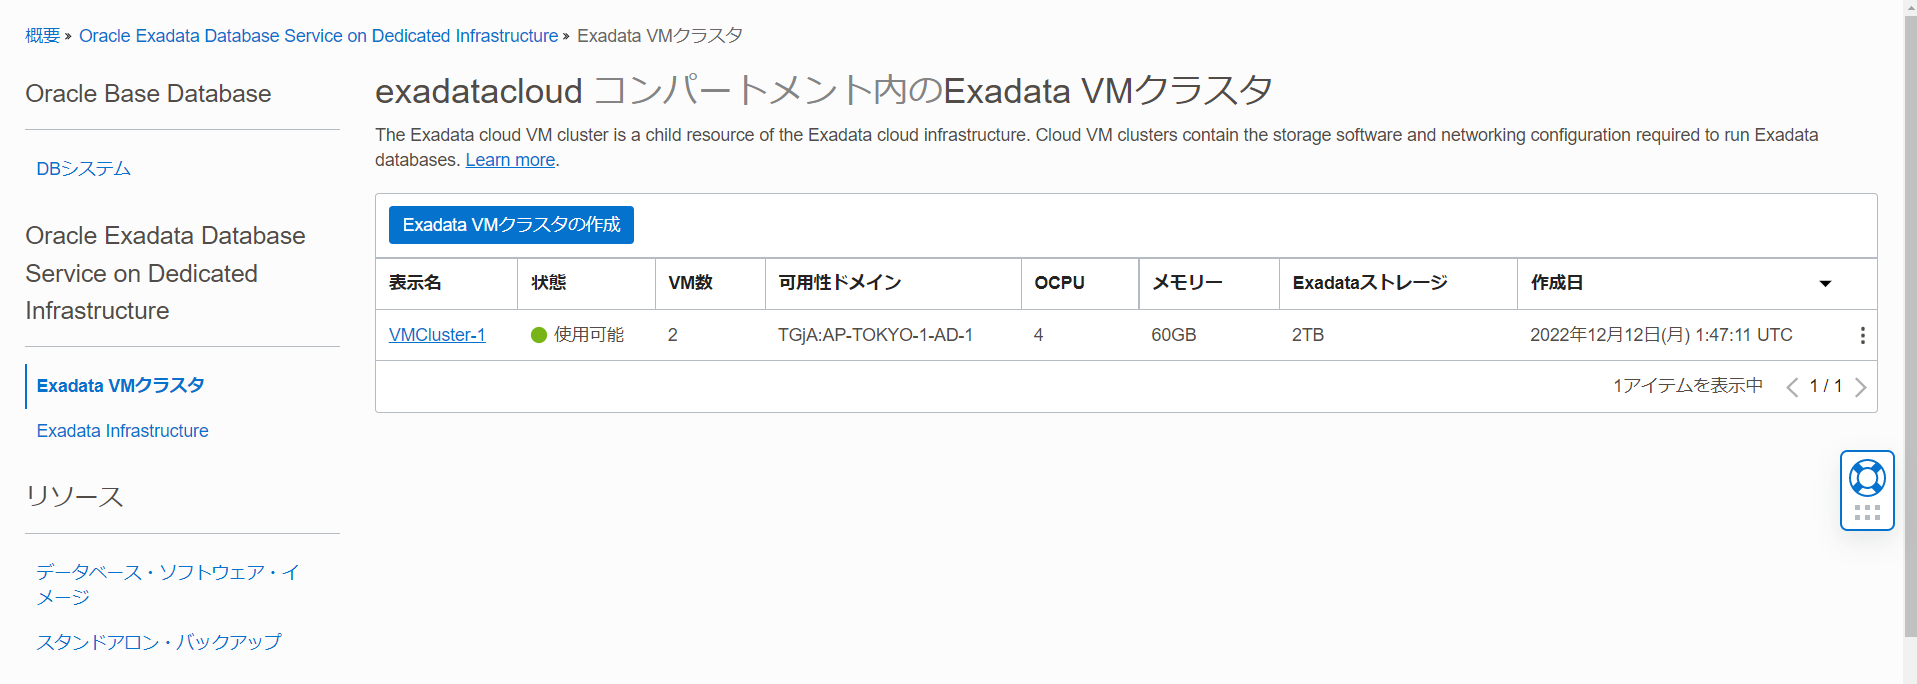 概要 » Oracle Exadata Database Service on Dedicated Infrastructure » Exadata VMクラスタ
Oracle Base Database
DBシステム
Oracle Exadata Database
Service on Dedicated
Infrastructure
Exadata VMクラスタ
Exadata Infrastructure
リソース
データベース・ソフトウェア・イ
メージ
スタンドアロン・バックアップ
exadatacloud コンパートメント内のExadata VMクラスタ
The Exadata cloud VM cluster is a child resource of the Exadata cloud infrastructure. Cloud VM clusters contain the storage software and networking configuration required to run Exadata
databases. Learn more.
Exadata VMクラスタの作成
表示名 状態 VM数 可用性ドメイン OCPU メモリー Exadataストレージ 作成日
VMCluster-1 使用可能 2 TGjA:AP-TOKYO-1-AD-1 4 60GB 2TB 2022年12月12日(月) 1:47:11 UTC
1アイテムを表示中 1 / 1